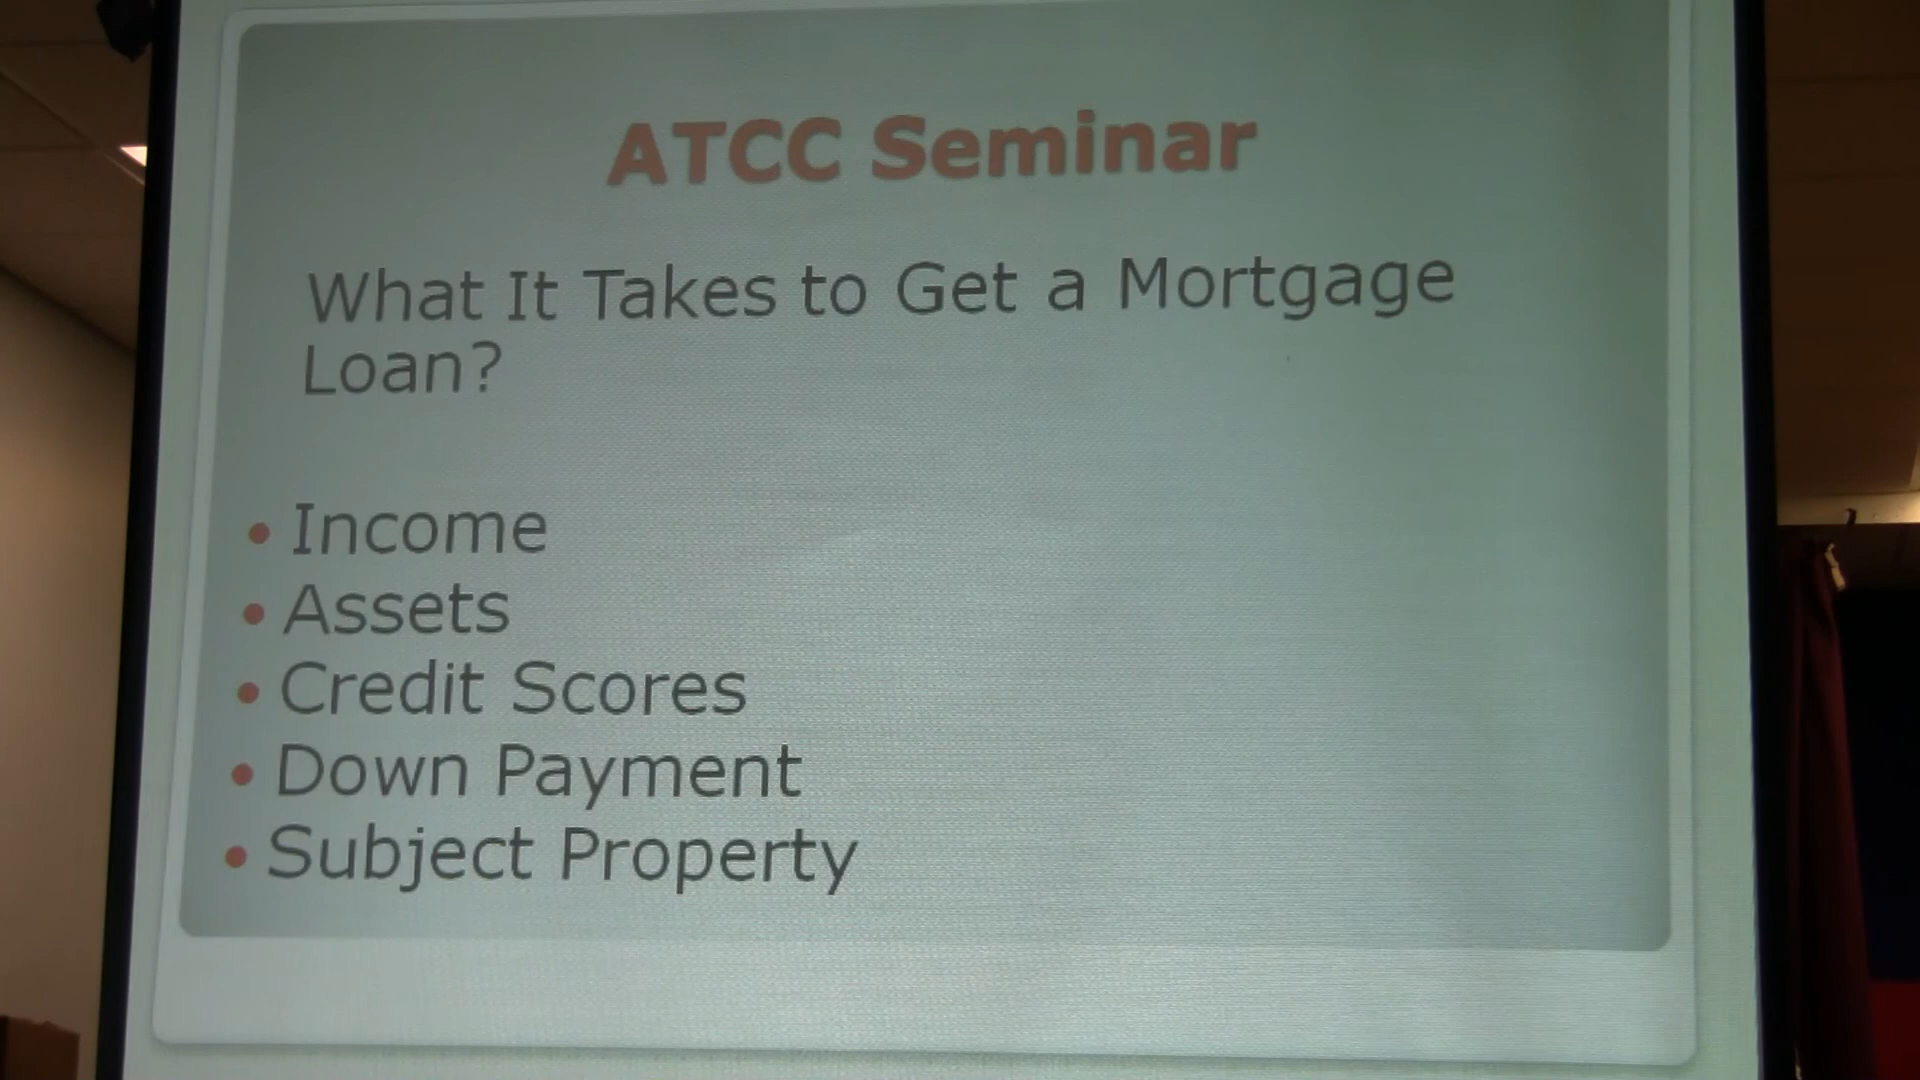 ATCC Seminar
What It Takes to Get a Mortgage
Loan?
• Income
• Assets
• Credit Scores
• Down Payment
• Subject Property